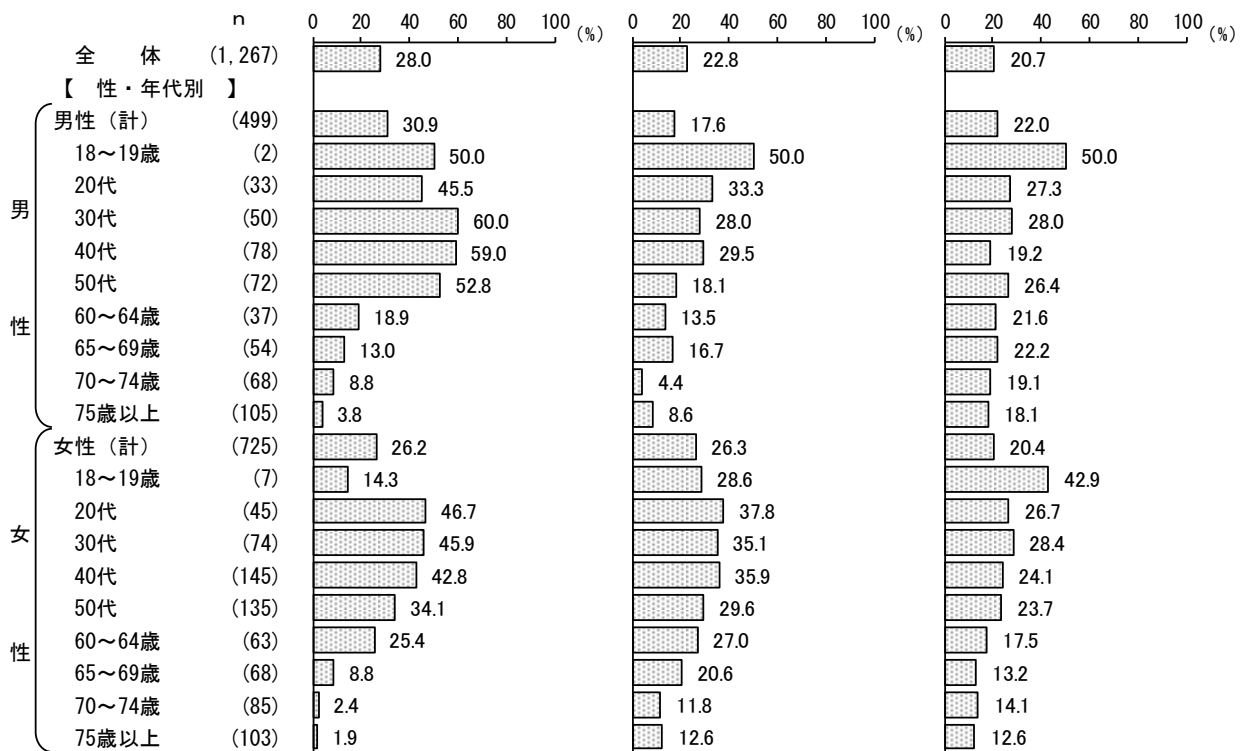 n
0 20 40 60 80 100 (%) 0 20 40 60 80 100 (%) 0 20 40 60 80 100 (%)
全 体 (1,267) 28.0 22.8 20.7
【 性・年代別 】
男性（計） (499) 30.9 17.6 22.0
18～19歳 (2) 50.0 50.0 50.0
20代 (33) 45.5 33.3 27.3
男
30代 (50) 60.0 28.0 28.0
40代 (78) 59.0 29.5 19.2
50代 (72) 52.8 18.1 26.4
60～64歳 (37) 18.9 13.5 21.6
性
65～69歳 (54) 13.0 16.7 22.2
70～74歳 (68) 8.8 4.4 19.1
75歳以上 (105) 3.8 8.6 18.1
女性（計） (725) 26.2 26.3 20.4
18～19歳 (7) 14.3 28.6 42.9
20代 (45) 46.7 37.8 26.7
女
30代 (74) 45.9 35.1 28.4
40代 (145) 42.8 35.9 24.1
50代 (135) 34.1 29.6 23.7
60～64歳 (63) 25.4 27.0 17.5
性
65～69歳 (68) 8.8 20.6 13.2
70～74歳 (85) 2.4 11.8 14.1
75歳以上 (103) 1.9 12.6 12.6